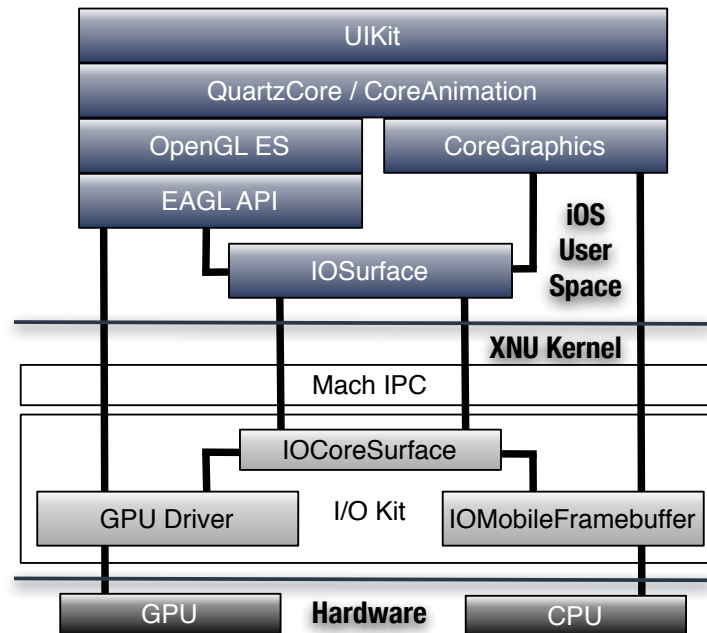 UIKit
QuartzCore / CoreAnimation
OpenGL ES
CoreGraphics
EAGL API
iOS
User
Space
IOSurface
XNU Kernel
Mach IPC
IOCoreSurface
GPU Driver
I/O Kit
IOMobileFramebuffer
GPU
Hardware
CPU